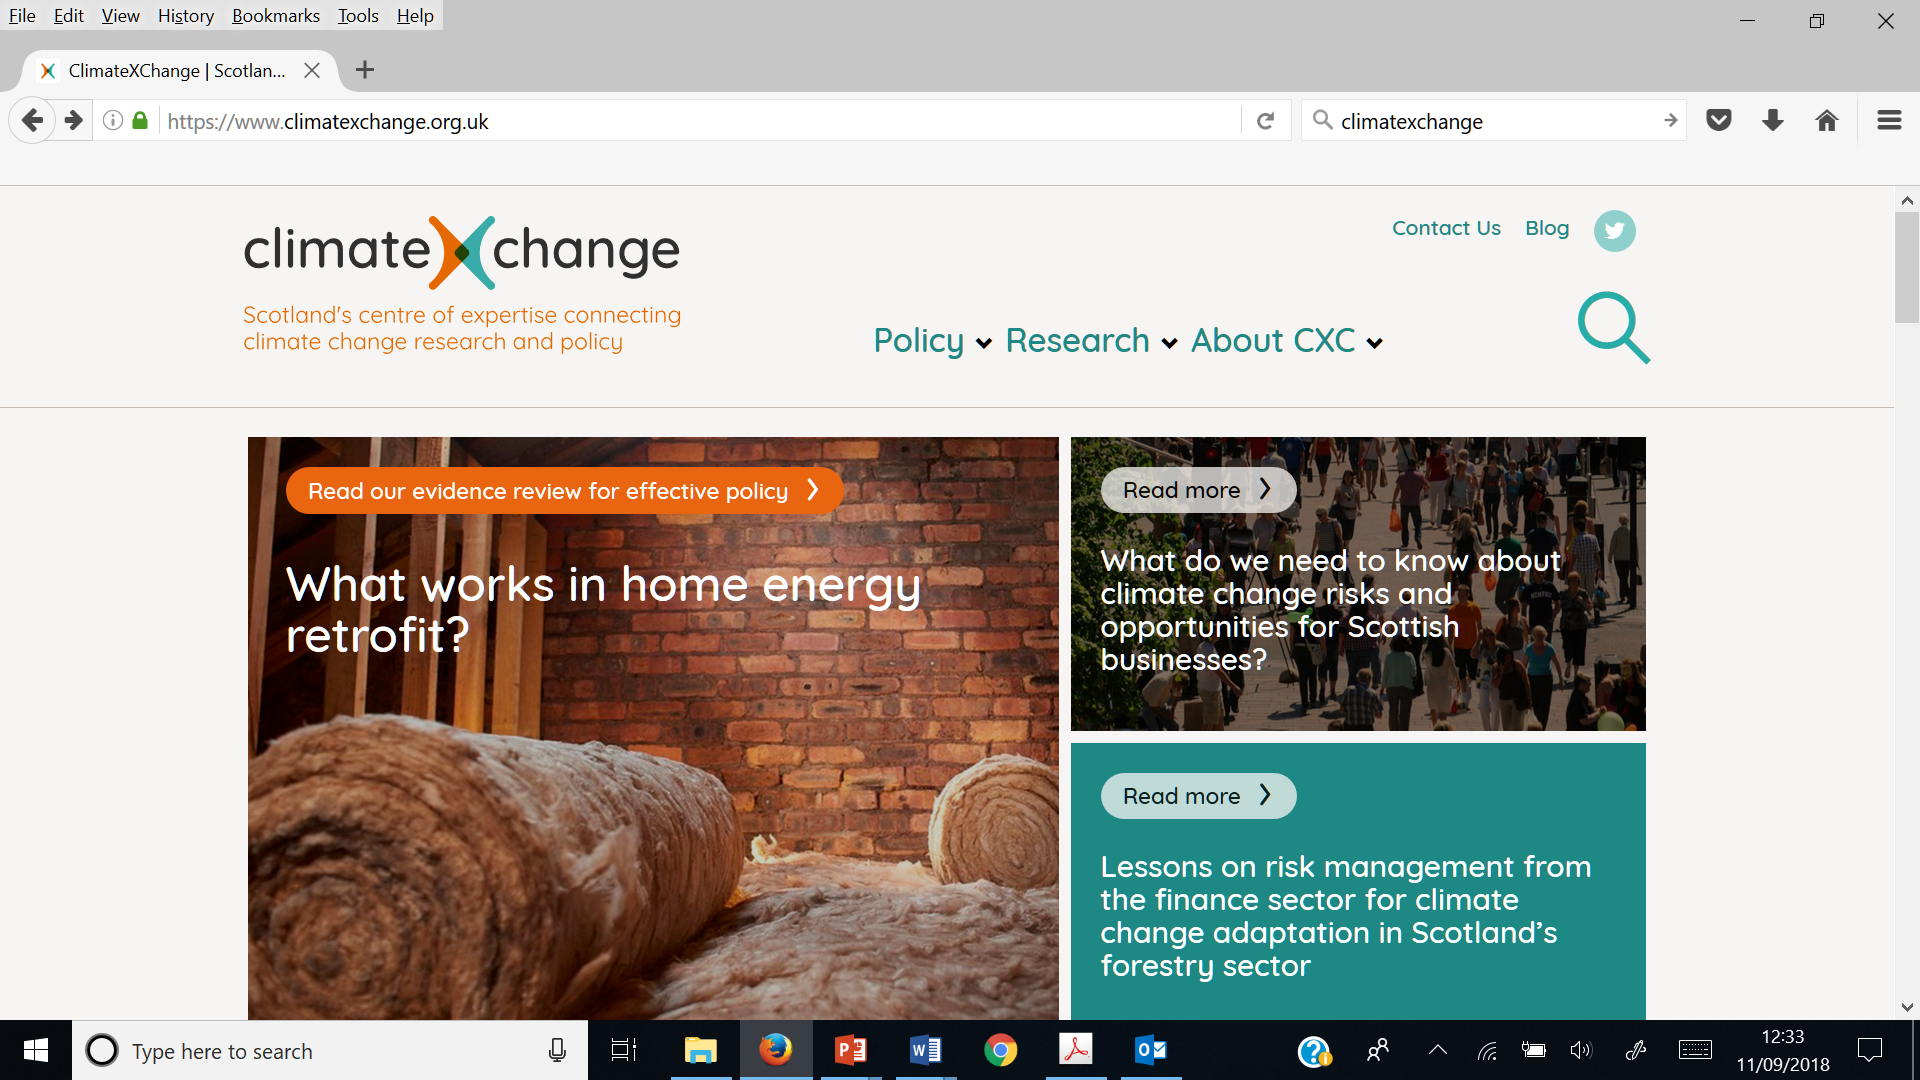 File Edit View History Bookmarks Tools Help
ClimateXChange | Scotlan...
https://www.climatexchange.org.uk
climatexchange
climateXchange
Scotland's centre of expertise connecting
climate change research and policy
Contact Us Blog
Policy Research About CXC
Read our evidence review for effective policy
What works in home energy
retrofit?
Read more
What do we need to know about
climate change risks and
opportunities for Scottish
businesses?
Read more
Lessons on risk management from
the finance sector for climate
change adaptation in Scotland’s
forestry sector
Type here to search
12:33
11/09/2018